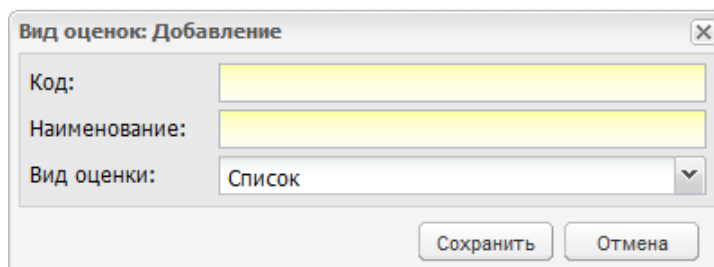 Вид оценок: Добавление
Код:
Наименование:
Вид оценки: Список
Сохранить Отмена